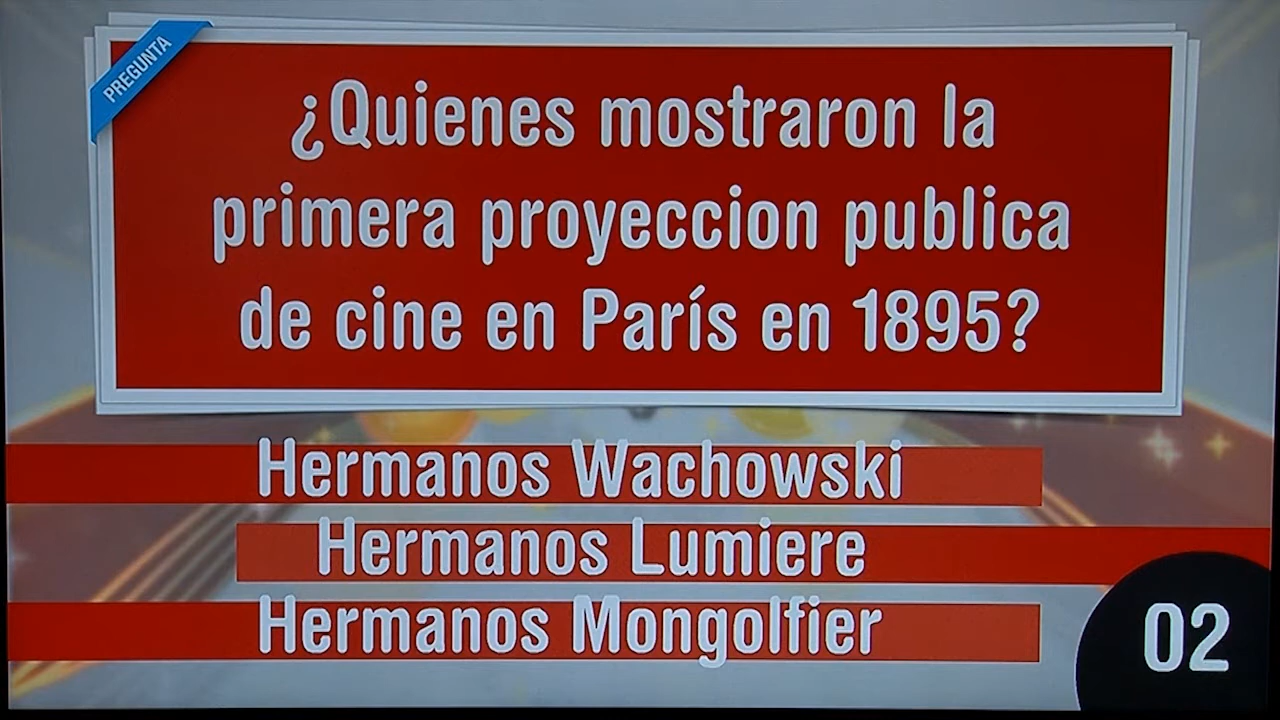 PREGUNTA
¿Quienes mostraron la
primera proyeccion publica
de cine en París en 1895?
Hermanos Wachowski
Hermanos Lumiere
Hermanos Mongolfier
02